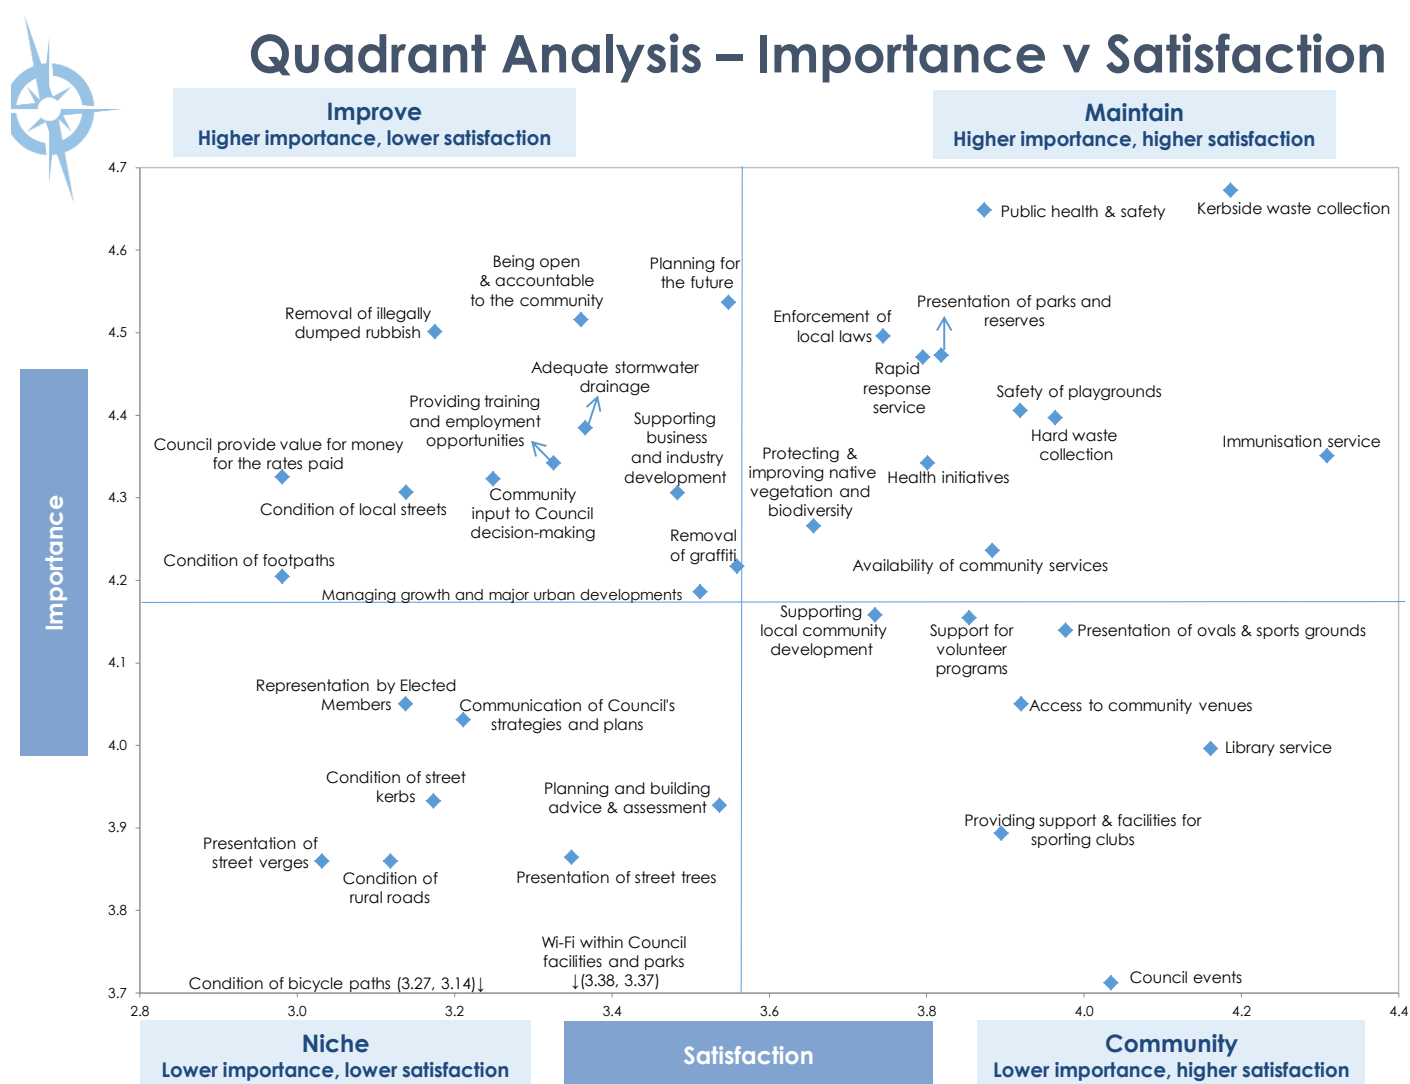 Quadrant Analysis – Importance v Satisfaction
Improve
Higher importance, lower satisfaction
Maintain
Higher importance, higher satisfaction
4.7
4.6
4.5
4.4
4.3
4.2
4.1
4.0
3.9
3.8
3.7
Importance
Public health & safety
Kerbside waste collection
Being open
& accountable
to the community
Planning for
the future
Removal of illegally
dumped rubbish
Enforcement of
local laws
Presentation of parks and
reserves
Rapid
response
service
Adequate stormwater
drainage
Providing training
and employment
opportunities
Supporting
business
and industry
development
Safety of playgrounds
Hard waste
collection
Immunisation service
Council provide value for money
for the rates paid
Condition of local streets
Community
input to Council
decision-making
Protecting &
improving native
vegetation and
biodiversity
Health initiatives
Removal
of graffiti
Condition of footpaths
Availability of community services
Managing growth and major urban developments
Supporting
local community
development
Support for
volunteer
programs
Presentation of ovals & sports grounds
Representation by Elected
Members
Communication of Council's
strategies and plans
Access to community venues
Library service
Condition of street
kerbs
Planning and building
advice & assessment
Providing support & facilities for
sporting clubs
Presentation of
street verges
Condition of
rural roads
Presentation of street trees
Wi-Fi within Council
facilities and parks
↓(3.38, 3.37)
Condition of bicycle paths (3.27, 3.14)↓
Council events
2.8
3.0
3.2
3.4
3.6
3.8
4.0
4.2
4.4
Niche
Lower importance, lower satisfaction
Satisfaction
Community
Lower importance, higher satisfaction